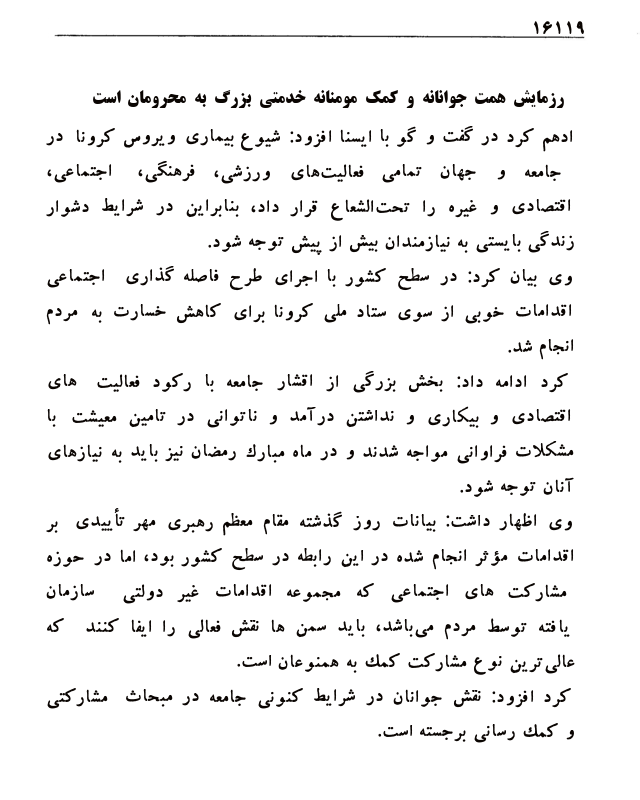 ۱۶۱۱۹
رزمایش همت جوانانه و کمک مومنانه خدمتی بزرگ به محرومان است
ادهم کرد در گفت و گو با ایسنا افزود: شیوع بیماری ویروس کرونا در
جامعه و جهان تمامی فعالیت‌های ورزشی، فرهنگی، اجتماعی،
اقتصادی و غیره را تحت‌الشعاع قرار داد، بنابراین در شرایط دشوار
زندگی بایستی به نیازمندان بیش از پیش توجه شود.
وی بیان کرد: در سطح کشور با اجرای طرح فاصله گذاری اجتماعی
اقدامات خوبی از سوی ستاد ملی کرونا برای کاهش خسارت به مردم
انجام شد.
کرد ادامه داد: بخش بزرگی از اقشار جامعه با رکود فعالیت های
اقتصادی و بیکاری و نداشتن درآمد و ناتوانی در تامین معیشت با
مشکلات فراوانی مواجه شدند و در ماه مبارك رمضان نیز باید به نیازهای
آنان توجه شود.
وی اظهار داشت: بیانات روز گذشته مقام معظم رهبری مهر تأییدی بر
اقدامات مؤثر انجام شده در این رابطه در سطح کشور بود، اما در حوزه
مشارکت های اجتماعی که مجموعه اقدامات غیر دولتی سازمان
یافته توسط مردم می‌باشد، باید سمن ها نقش فعالی را ایفا کنند که
عالی‌ترین نوع مشارکت کمك به همنوعان است.
کرد افزود: نقش جوانان در شرایط کنونی جامعه در مبحاث مشارکتی
و کمك رسانی برجسته است.